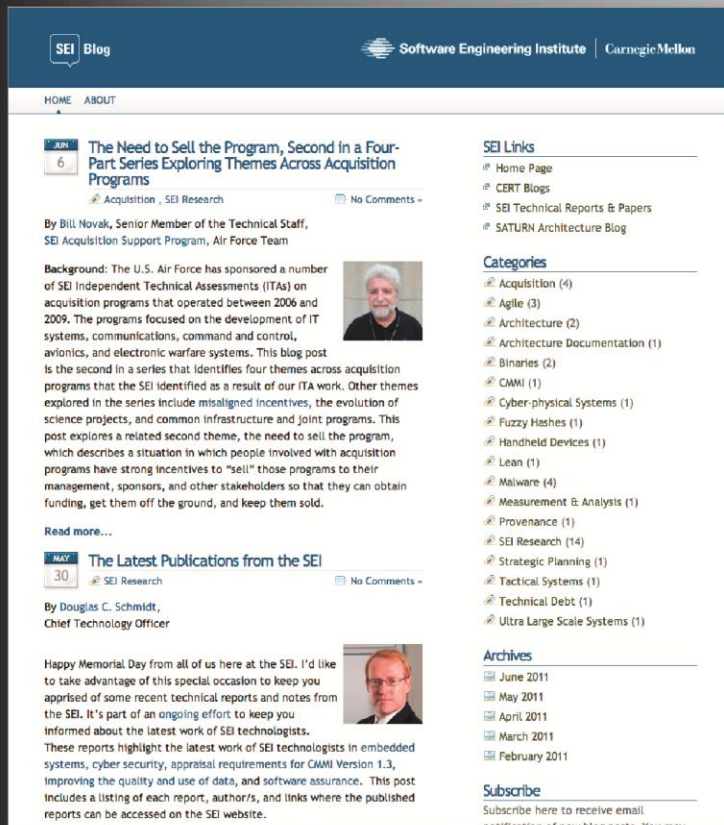 SEI Blog
Software Engineering Institute | Carnegie Mellon
HOME ABOUT
JUN
6
The Need to Sell the Program, Second in a Four-
Part Series Exploring Themes Across Acquisition
Programs
Acquisition , SEI Research
No Comments »
By Bill Novak, Senior Member of the Technical Staff,
SEI Acquisition Support Program, Air Force Team
Background: The U.S. Air Force has sponsored a number
of SEI Independent Technical Assessments (ITAs) on
acquisition programs that operated between 2006 and
2009. The programs focused on the development of IT
systems, communications, command and control,
avionics, and electronic warfare systems. This blog post
is the second in a series that identifies four themes across acquisition
programs that the SEI identified as a result of our ITA work. Other themes
explored in the series include misaligned incentives, the evolution of
science projects, and common infrastructure and joint programs. This
post explores a related second theme, the need to sell the program,
which describes a situation in which people involved with acquisition
programs have strong incentives to “sell” those programs to their
management, sponsors, and other stakeholders so that they can obtain
funding, get them off the ground, and keep them sold.
Read more...
MAY
30
The Latest Publications from the SEI
SEI Research
No Comments »
By Douglas C. Schmidt,
Chief Technology Officer
Happy Memorial Day from all of us here at the SEI. I'd like
to take advantage of this special occasion to keep you
apprised of some recent technical reports and notes from
the SEI. It's part of an ongoing effort to keep you
informed about the latest work of SEI technologists.
These reports highlight the latest work of SEI technologists in embedded
systems, cyber security, appraisal requirements for CMMI Version 1.3,
improving the quality and use of data, and software assurance. This post
includes a listing of each report, author/s, and links where the published
reports can be accessed on the SEI website.
SEI Links
Home Page
CERT Blogs
SEI Technical Reports & Papers
SATURN Architecture Blog
Categories
Acquisition (4)
Agile (3)
Architecture (2)
Architecture Documentation (1)
Binaries (2)
CMMI (1)
Cyber-physical Systems (1)
Fuzzy Hashes (1)
Handheld Devices (1)
Lean (1)
Malware (4)
Measurement & Analysis (1)
Provenance (1)
SEI Research (14)
Strategic Planning (1)
Tactical Systems (1)
Technical Debt (1)
Ultra Large Scale Systems (1)
Archives
June 2011
May 2011
April 2011
March 2011
February 2011
Subscribe
Subscribe here to receive email